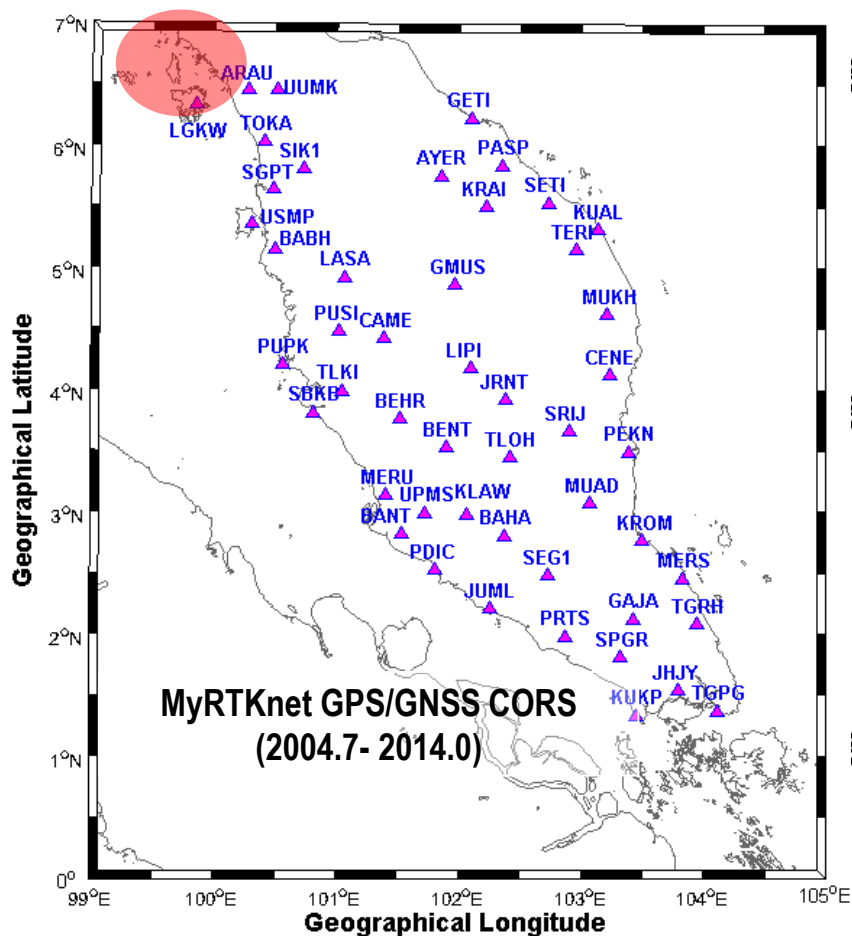 7°N
ARAU
UUMK
LGKW
TOKA
GETI
6°N
SIK1
AYER
PASP
SGPT
KRAI
SETI
USMP
KUAL
BABH
TERI
5°N
LASA
GMUS
MUKH
PUSI
CAME
PUPK
LIPI
CENE
4°N
TLKI
JRNT
SBKB
BEHR
SRIJ
BENT
TLOH
PEKN
MERU
UPMS
KLAW
MUAD
3°N
BANT
BAHA
KROM
PDIC
SEG1
MERS
JUML
GAJA
TGRH
2°N
PRTS
SPGR
JHJY
TGPG
KUKP
MyRTKnet GPS/GNSS CORS
(2004.7- 2014.0)
1°N
0°
99°E
100°E
101°E
102°E
103°E
104°E
105°E
Geographical Longitude
Geographical Latitude